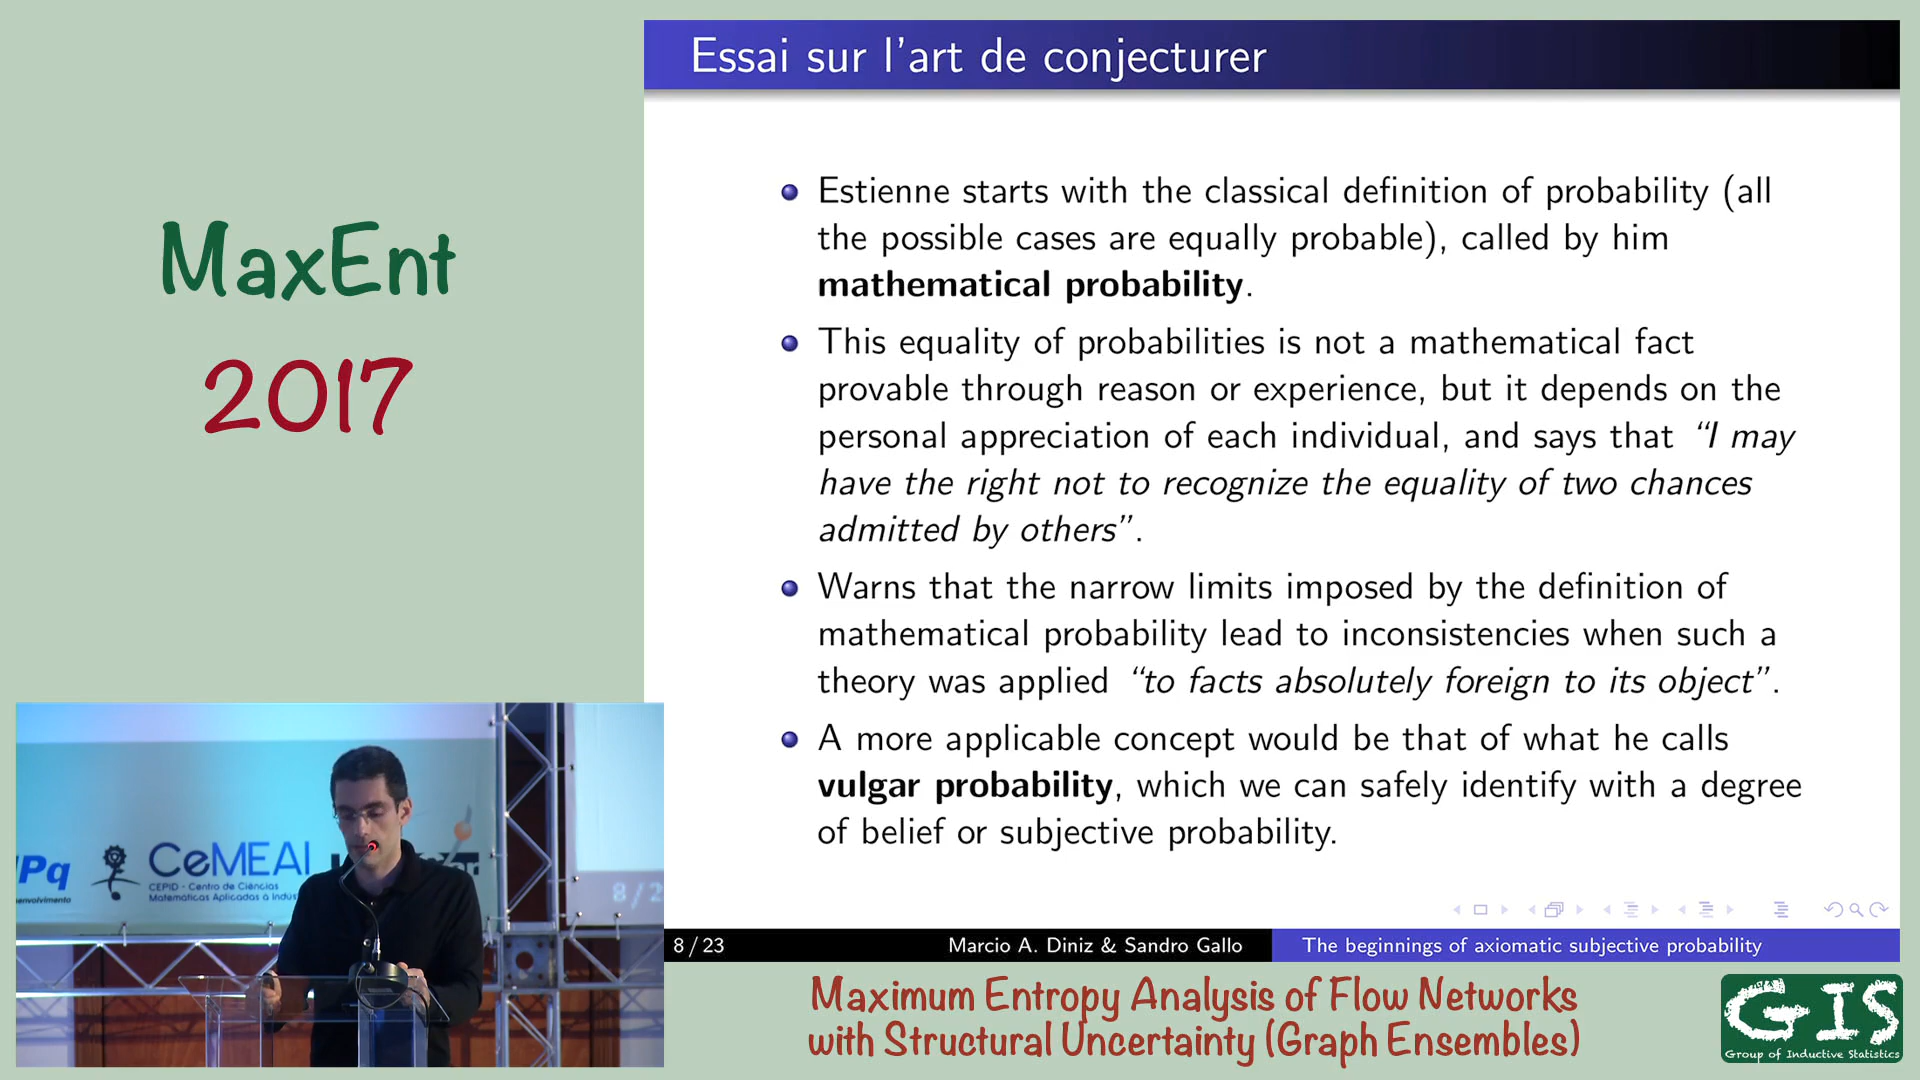 Essai sur l'art de conjecturer
MaxEnt
2017
Estienne starts with the classical definition of probability (all
the possible cases are equally probable), called by him
mathematical probability.
This equality of probabilities is not a mathematical fact
provable through reason or experience, but it depends on the
personal appreciation of each individual, and says that “I may
have the right not to recognize the equality of two chances
admitted by others”.
Warns that the narrow limits imposed by the definition of
mathematical probability lead to inconsistencies when such a
theory was applied “to facts absolutely foreign to its object”.
A more applicable concept would be that of what he calls
vulgar probability, which we can safely identify with a degree
of belief or subjective probability.
Pq
CeMEAI
CEPID - Centro de Ciências
Matemáticas Aplicadas à Indús
8/2
8 / 23
Marcio A. Diniz & Sandro Gallo
The beginnings of axiomatic subjective probability
Maximum Entropy Analysis of Flow Networks
with Structural Uncertainty (Graph Ensembles)
GIS
Group of Inductive Statistics